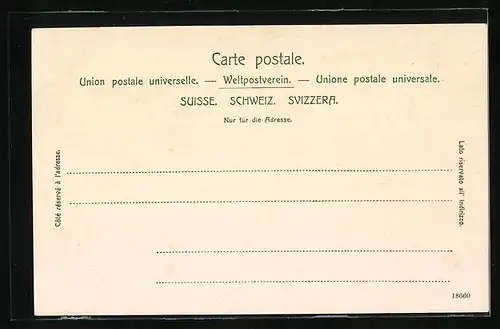 Carte postale.
Union postale universelle. — Weltpostverein. — Unione postale universale.
SUISSE. SCHWEIZ. SVIZZERA.
Nur für die Adresse.
Côté réservé à l'adresse.
Lato riservato all' indirizzo.
18660